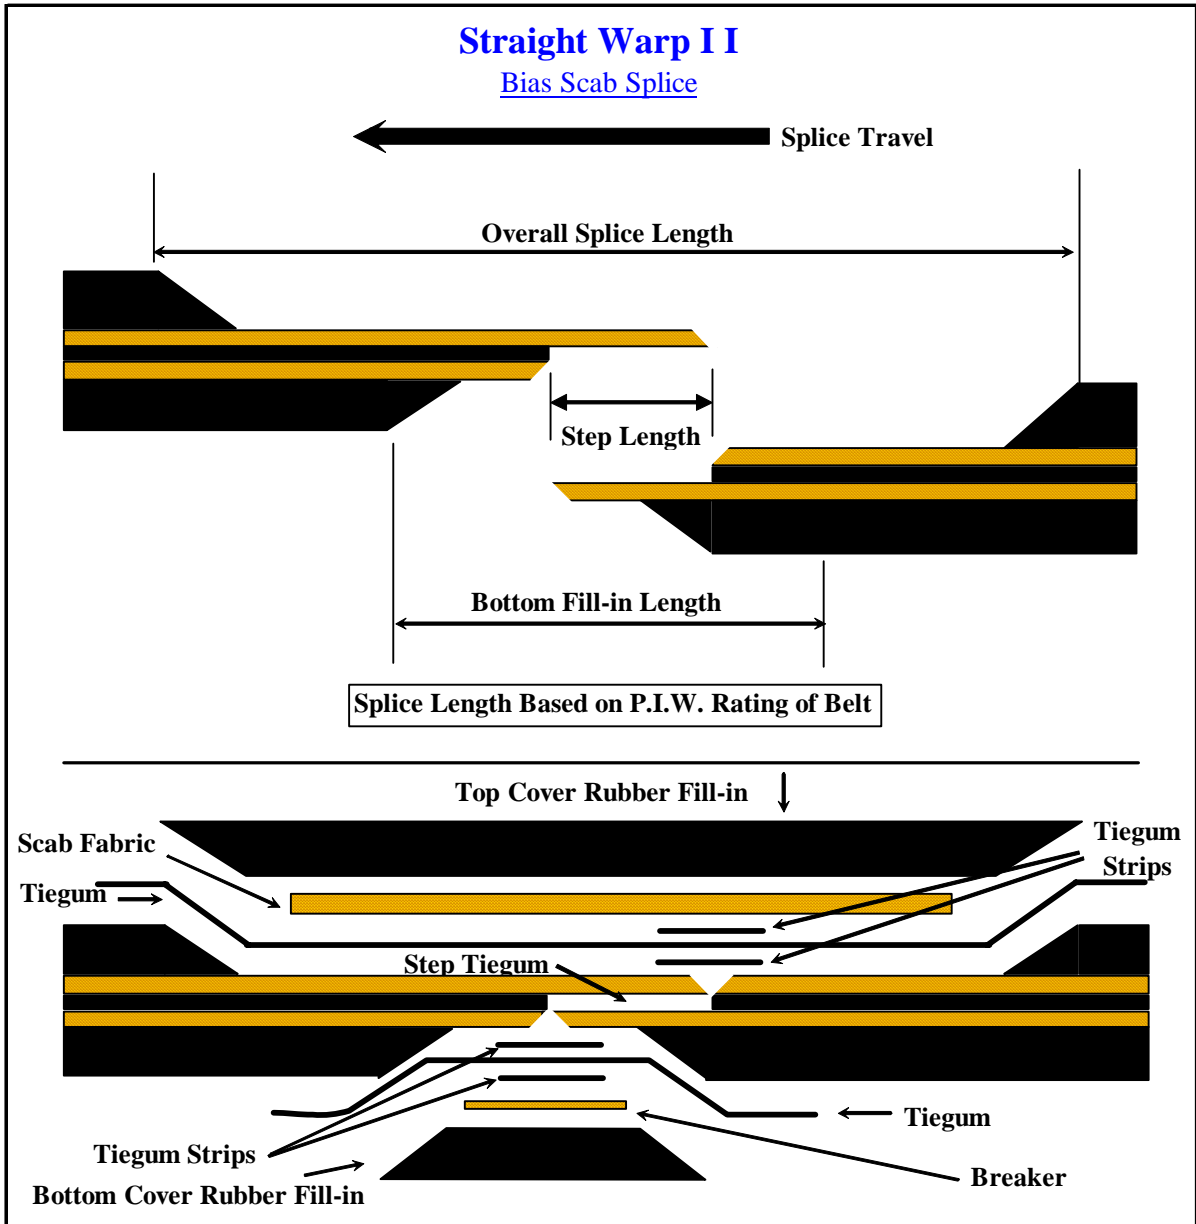 Straight Warp I I
Bias Scab Splice
Splice Travel
Overall Splice Length
Step Length
Bottom Fill-in Length
Splice Length Based on P.I.W. Rating of Belt
Top Cover Rubber Fill-in
Scab Fabric
Tiegum
Strips
Tiegum
Step Tiegum
Tiegum
Tiegum Strips
Breaker
Bottom Cover Rubber Fill-in